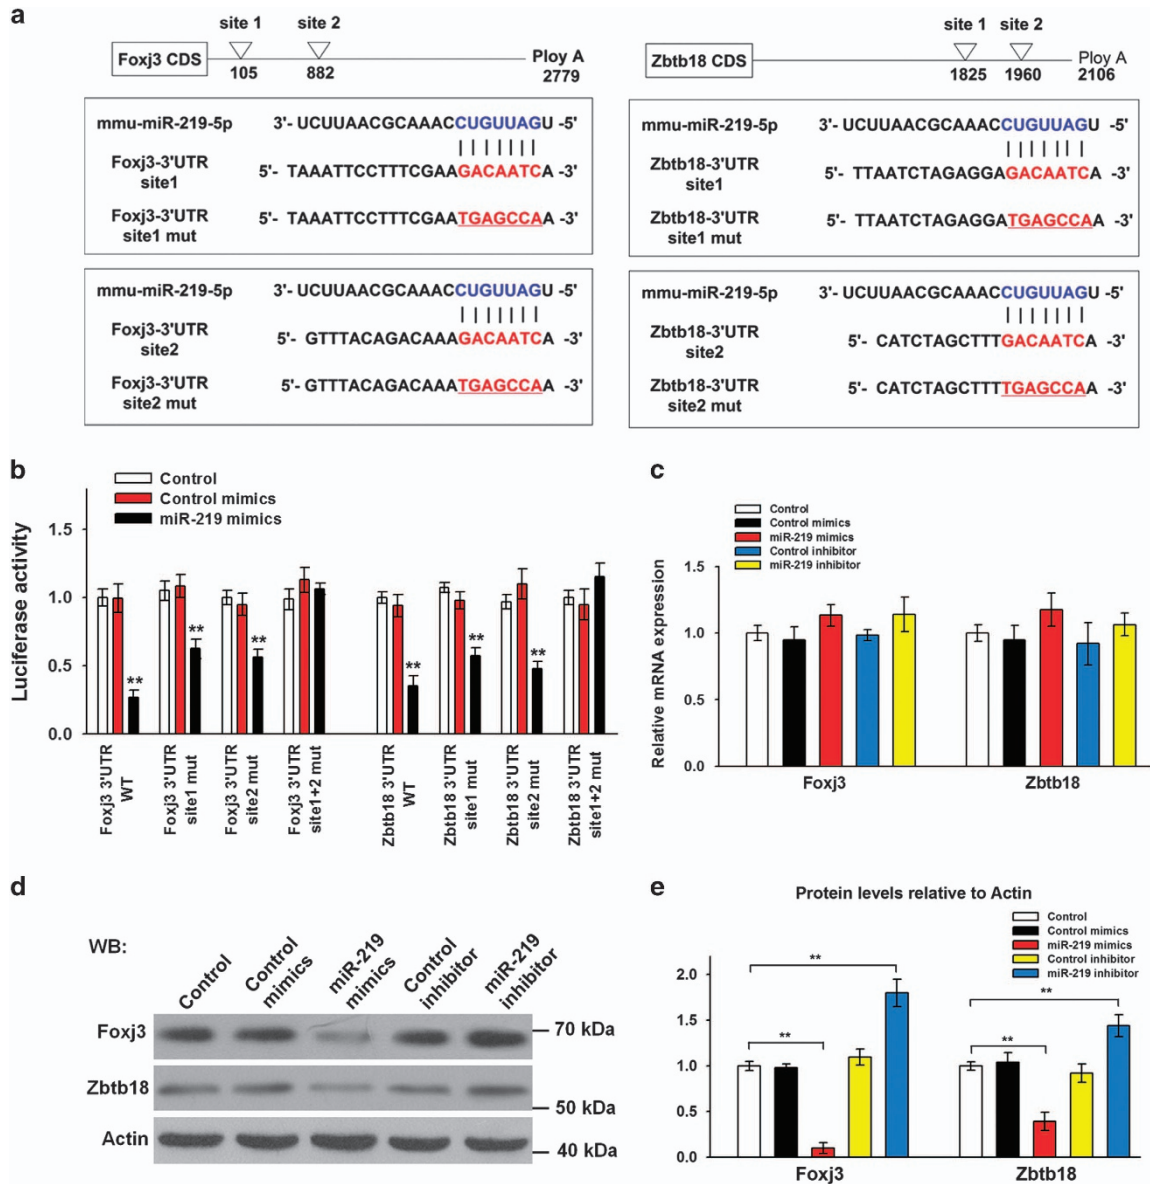 a
site 1
site 2
Foxj3 CDS
105
882
Ploy A
2779
mmu-miR-219-5p
3'- UCUUAACGCAAACCUGUUAGU -5'
Foxj3-3'UTR
site1
5'- TAAATTCCTTTCGAAGACAATCA -3'
Foxj3-3'UTR
site1 mut
5'- TAAATTCCTTTCGAATGAGCCAA -3'
mmu-miR-219-5p
3'- UCUUAACGCAAACCUGUUAGU -5'
Foxj3-3'UTR
site2
5'- GTTTACAGACAAAGACAATCA -3'
Foxj3-3'UTR
site2 mut
5'- GTTTACAGACAAATGAGCCAA -3'
site 1
site 2
Zbtb18 CDS
1825
1960
Ploy A
2106
mmu-miR-219-5p
3'- UCUUAACGCAAACCUGUUAGU -5'
Zbtb18-3'UTR
site1
5'- TTAATCTAGAGGAGACAATCA -3'
Zbtb18-3'UTR
site1 mut
5'- TTAATCTAGAGGATGAGCCAA -3'
mmu-miR-219-5p
3'- UCUUAACGCAAACCUGUUAGU -5'
Zbtb18-3'UTR
site2
5'- CATCTAGCTTTGACAATCA -3'
Zbtb18-3'UTR
site2 mut
5'- CATCTAGCTTTTGAGCCAA -3'
b
Control
Control mimics
miR-219 mimics
Luciferase activity
1.5
1.0
0.5
0.0
**
**
**
**
**
**
Foxj3 3'UTR
WT
Foxj3 3'UTR
site1 mut
Foxj3 3'UTR
site2 mut
Foxj3 3'UTR
site1+2 mut
Zbtb18 3'UTR
WT
Zbtb18 3'UTR
site1 mut
Zbtb18 3'UTR
site2 mut
Zbtb18 3'UTR
site1+2 mut
c
Control
Control mimics
miR-219 mimics
Control inhibitor
miR-219 inhibitor
Relative mRNA expression
1.5
1.0
0.5
0.0
Foxj3
Zbtb18
d
WB:
Control
Control
mimics
miR-219
mimics
Control
inhibitor
miR-219
inhibitor
Foxj3
70 kDa
Zbtb18
50 kDa
Actin
40 kDa
e
Protein levels relative to Actin
Control
Control mimics
miR-219 mimics
Control inhibitor
miR-219 inhibitor
2.0
1.5
1.0
0.5
0.0
**
**
**
**
Foxj3
Zbtb18